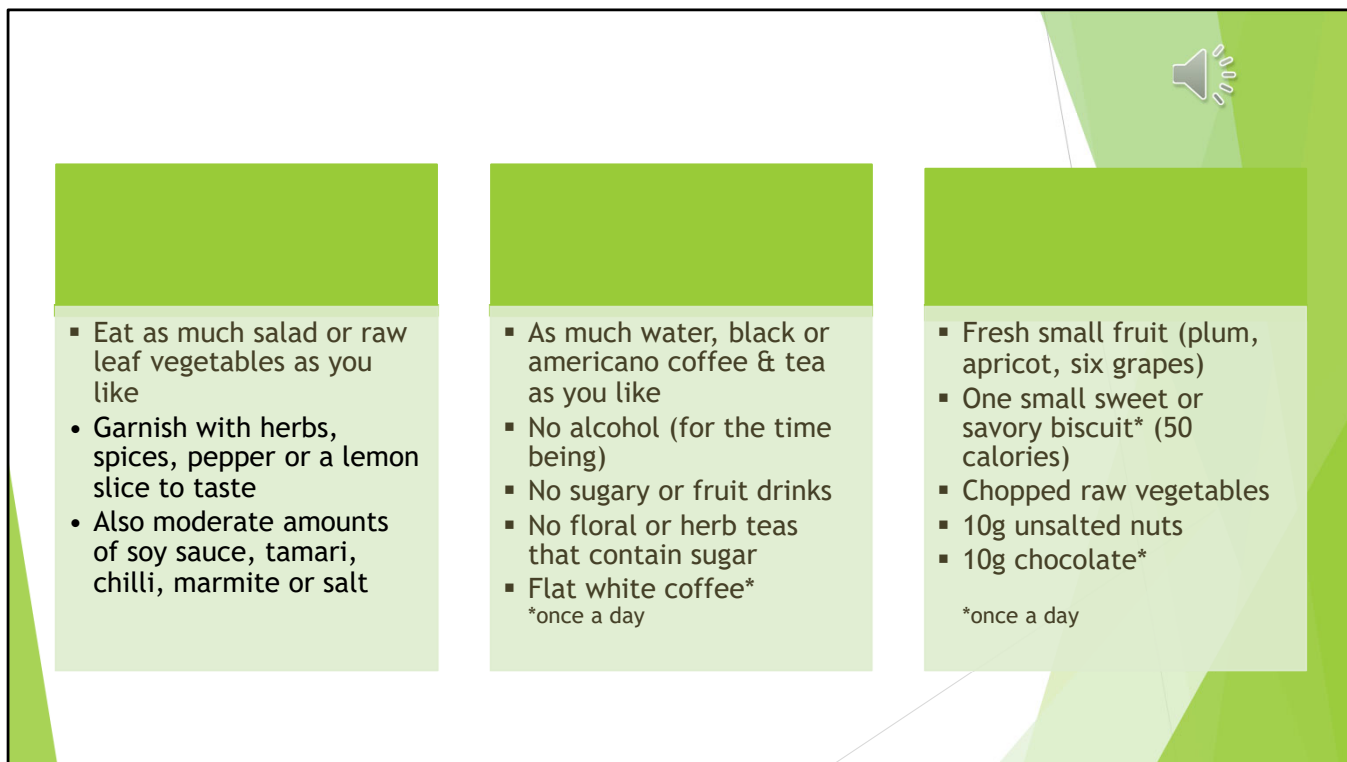 ▪ Eat as much salad or raw
leaf vegetables as you
like
• Garnish with herbs,
spices, pepper or a lemon
slice to taste
• Also moderate amounts
of soy sauce, tamari,
chilli, marmite or salt
▪ As much water, black or
americano coffee & tea
as you like
▪ No alcohol (for the time
being)
▪ No sugary or fruit drinks
▪ No floral or herb teas
that contain sugar
▪ Flat white coffee*
*once a day
▪ Fresh small fruit (plum,
apricot, six grapes)
▪ One small sweet or
savory biscuit* (50
calories)
▪ Chopped raw vegetables
▪ 10g unsalted nuts
▪ 10g chocolate*
*once a day